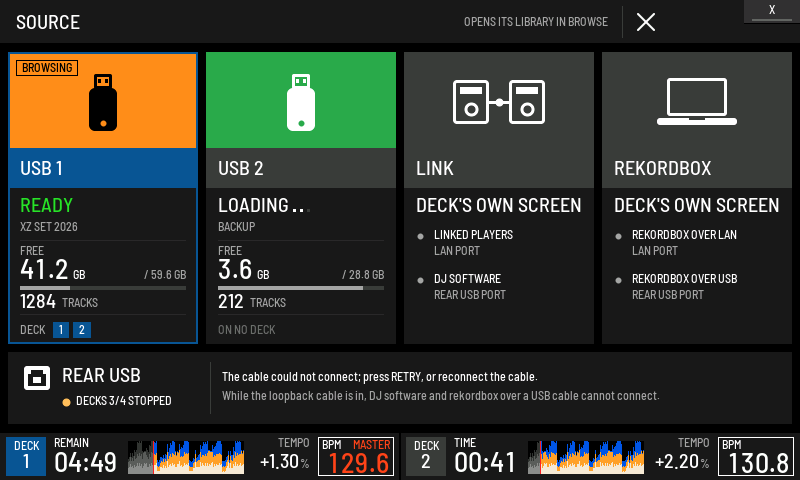 SOURCE
OPENS ITS LIBRARY IN BROWSE
X
BROWSING
USB 1
READY
XZ SET 2026
FREE
41.2 GB / 59.6 GB
1284 TRACKS
DECK 1 2
USB 2
LOADING...
BACKUP
FREE
3.6 GB / 28.8 GB
212 TRACKS
ON NO DECK
LINK
DECK'S OWN SCREEN
LINKED PLAYERS
LAN PORT
DJ SOFTWARE
REAR USB PORT
REKORDBOX
DECK'S OWN SCREEN
REKORDBOX OVER LAN
LAN PORT
REKORDBOX OVER USB
REAR USB PORT
REAR USB
DECKS 3/4 STOPPED
The cable could not connect; press RETRY, or reconnect the cable.
While the loopback cable is in, DJ software and rekordbox over a USB cable cannot connect.
DECK 1
REMAIN
04:49
TEMPO
+1.30%
BPM MASTER
129.6
DECK 2
TIME
00:41
TEMPO
+2.20%
BPM
130.8